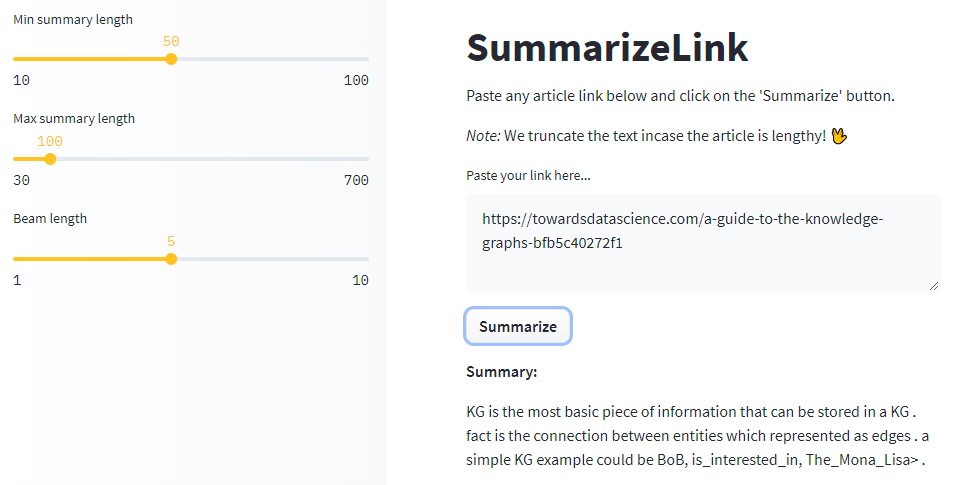 Min summary length
50
10 100
Max summary length
100
30 700
Beam length
5
1 10
SummarizeLink
Paste any article link below and click on the 'Summarize' button.
Note: We truncate the text incase the article is lengthy! 🖖
Paste your link here...
https://towardsdatascience.com/a-guide-to-the-knowledge-
graphs-bfb5c40272f1
Summarize
Summary:
KG is the most basic piece of information that can be stored in a KG .
fact is the connection between entities which represented as edges . a
simple KG example could be BoB, is_interested_in, The_Mona_Lisa> .